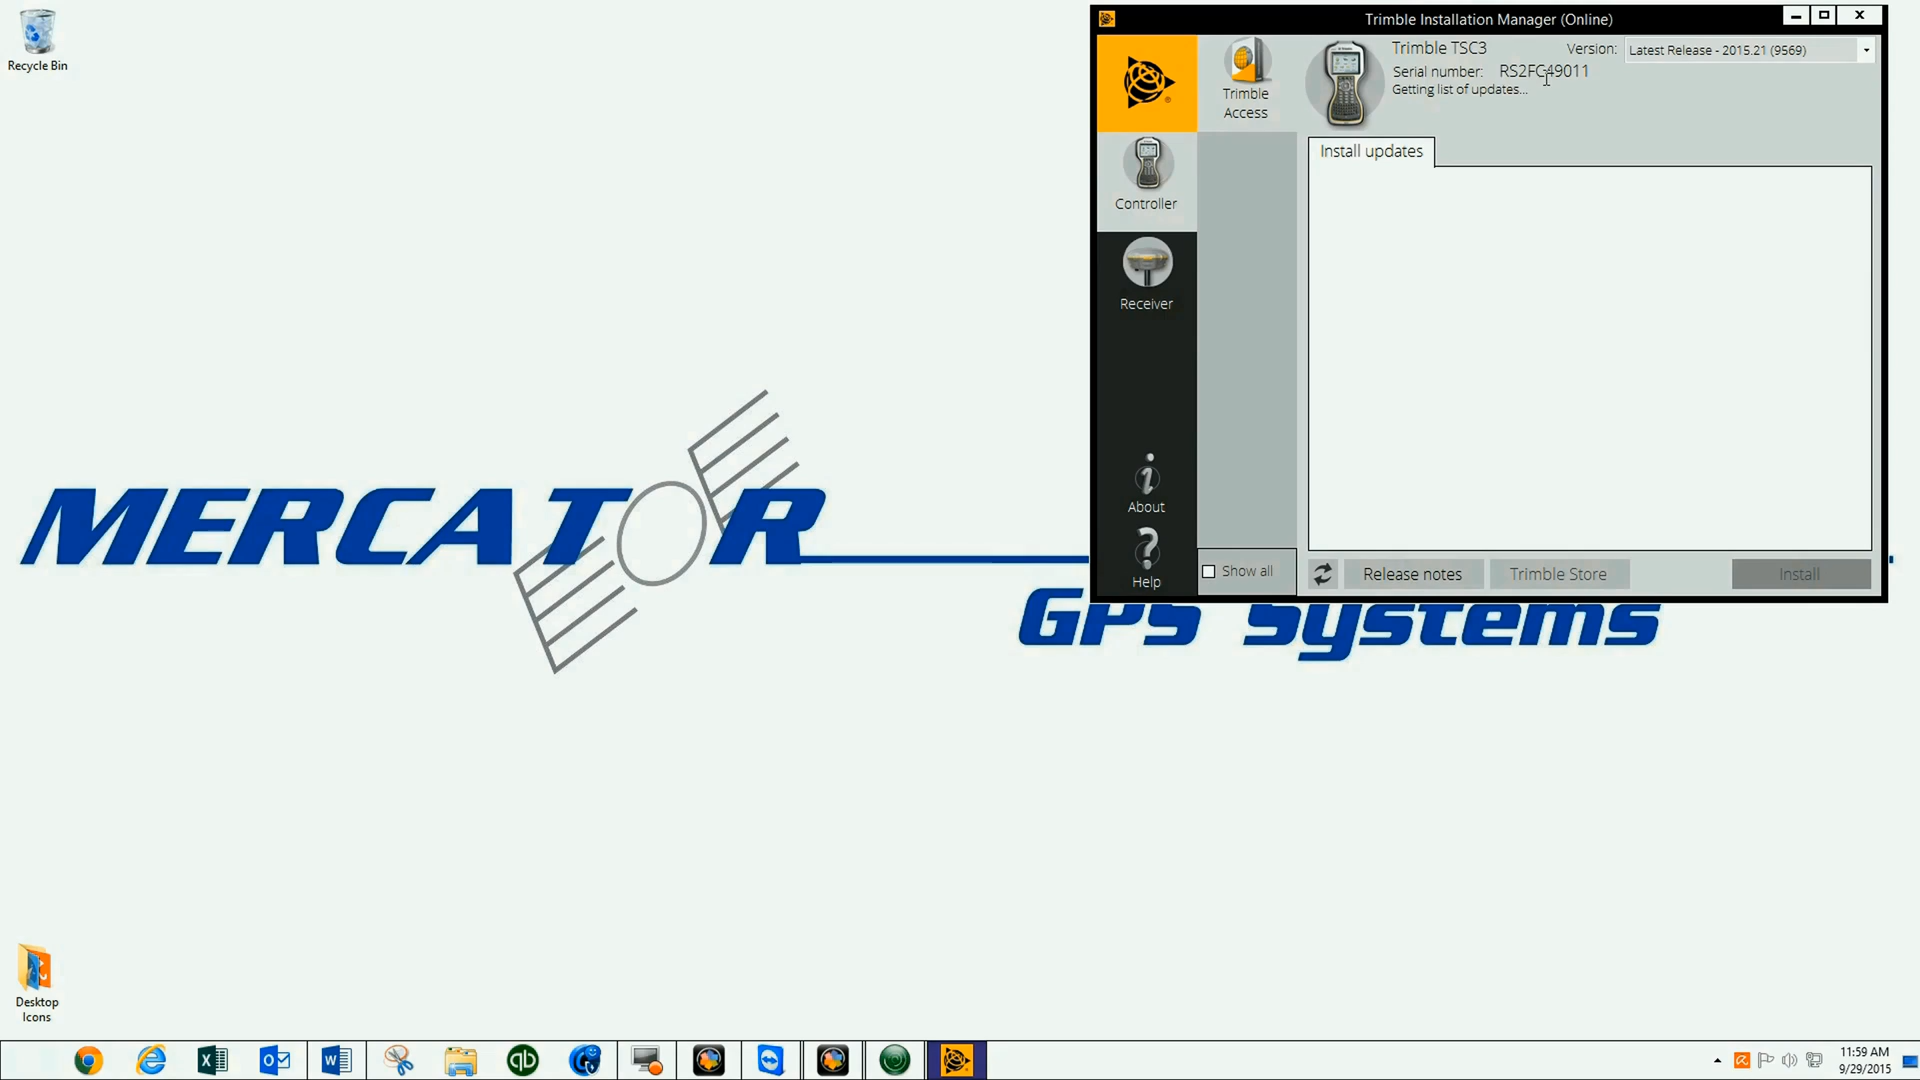 Recycle Bin
Trimble Installation Manager (Online)
Trimble
Access
Trimble TSC3
Version:
Latest Release - 2015.21 (9569)
Serial number:
Getting list of updates...
Install updates
Controller
Receiver
About
Help
Show all
Release notes
Trimble Store
Install
MERCATOR
GPS Systems
Desktop
Icons
11:59 AM
9/29/2015